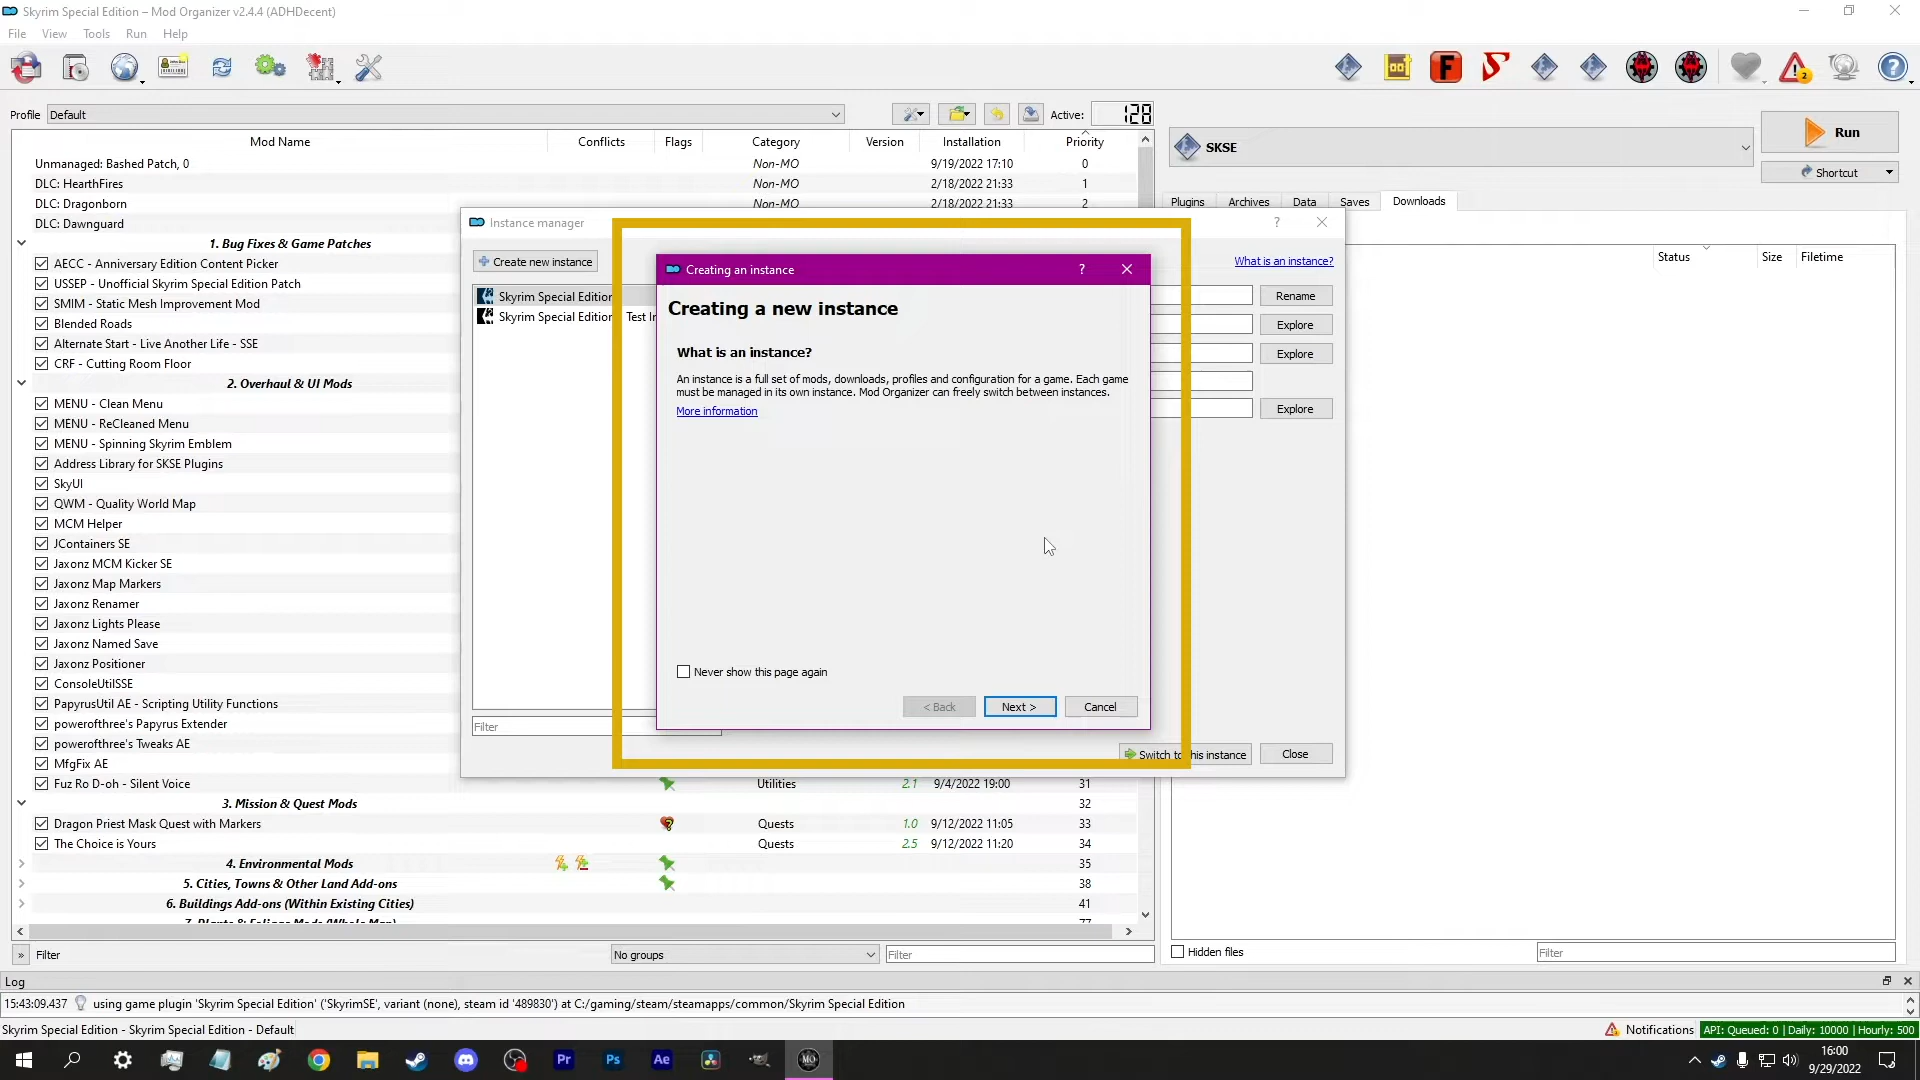 Skyrim Special Edition – Mod Organizer v2.4.4 (ADHDecent)
File View Tools Run Help
2
Profile Default
Active: 128
Mod Name Conflicts Flags Category Version Installation Priority
Unmanaged: Bashed Patch, 0 Non-MO 9/19/2022 17:10 0
DLC: HearthFires Non-MO 2/18/2022 21:33 1
DLC: Dragonborn Non-MO 2/18/2022 21:33 2
DLC: Dawnguard
1. Bug Fixes & Game Patches
AECC - Anniversary Edition Content Picker
USSEP - Unofficial Skyrim Special Edition Patch
SMIM - Static Mesh Improvement Mod
Blended Roads
Alternate Start - Live Another Life - SSE
CRF - Cutting Room Floor
2. Overhaul & UI Mods
MENU - Clean Menu
MENU - ReCleaned Menu
MENU - Spinning Skyrim Emblem
Address Library for SKSE Plugins
SkyUI
QWM - Quality World Map
MCM Helper
JContainers SE
Jaxonz MCM Kicker SE
Jaxonz Map Markers
Jaxonz Renamer
Jaxonz Lights Please
Jaxonz Named Save
Jaxonz Positioner
ConsoleUtilSSE
PapyrusUtil AE - Scripting Utility Functions
powerofthree's Papyrus Extender
powerofthree's Tweaks AE
MfgFix AE
Fuz Ro D-oh - Silent Voice Utilities 2.1 9/4/2022 19:00 31
3. Mission & Quest Mods 32
Dragon Priest Mask Quest with Markers Quests 1.0 9/12/2022 11:05 33
The Choice is Yours Quests 2.5 9/12/2022 11:20 34
4. Environmental Mods 35
5. Cities, Towns & Other Land Add-ons 38
6. Buildings Add-ons (Within Existing Cities) 41
7. Plants & Foliage Mods (Whole Map) 77
» Filter No groups Filter
SKSE
Run
Shortcut
Plugins Archives Data Saves Downloads
Status Size Filetime
Hidden files Filter
Instance manager ?
Create new instance
What is an instance?
Skyrim Special Edition
Skyrim Special Edition Test
Rename
Explore
Explore
Explore
Filter
Switch to this instance Close
Creating an instance ?
Creating a new instance
What is an instance?
An instance is a full set of mods, downloads, profiles and configuration for a game. Each game
must be managed in its own instance. Mod Organizer can freely switch between instances.
More information
Never show this page again
< Back Next > Cancel
Log
15:43:09.437 using game plugin 'Skyrim Special Edition' ('SkyrimSE', variant (none), steam id '489830') at C:/gaming/steam/steamapps/common/Skyrim Special Edition
Skyrim Special Edition - Skyrim Special Edition - Default
Notifications API: Queued: 0 | Daily: 10000 | Hourly: 500
Pr Ps Ae MO
16:00
9/29/2022